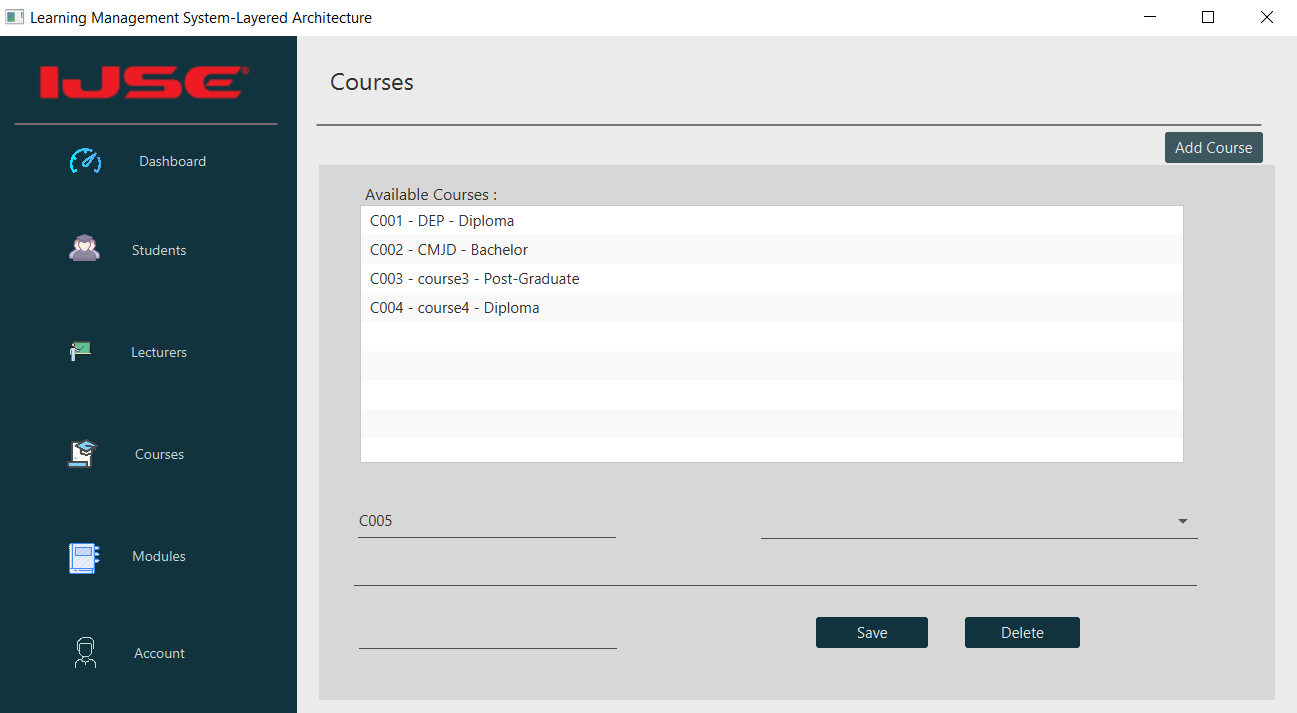 Learning Management System-Layered Architecture
IJSE®
Dashboard
Students
Lecturers
Courses
Modules
Account
Courses
Add Course
Available Courses :
C001 - DEP - Diploma
C002 - CMJD - Bachelor
C003 - course3 - Post-Graduate
C004 - course4 - Diploma
C005
Save
Delete